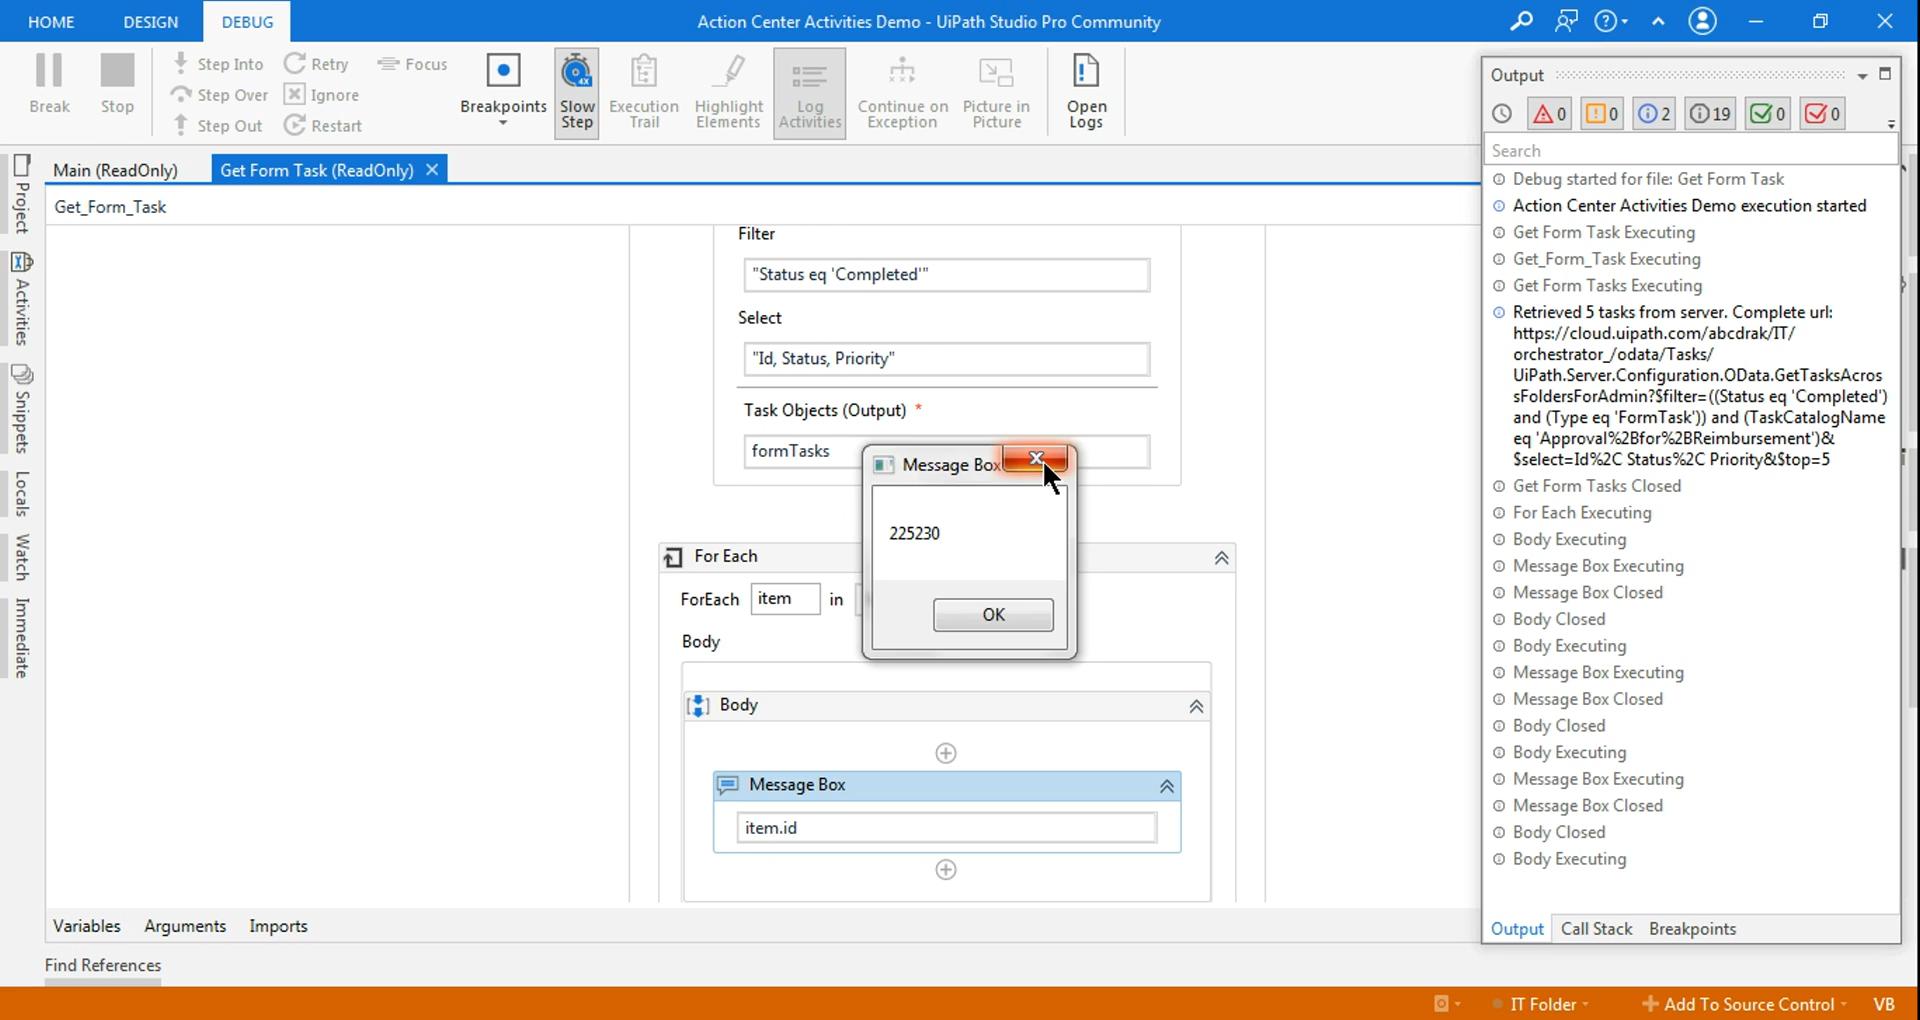 HOME DESIGN DEBUG Action Center Activities Demo - UiPath Studio Pro Community
Break
Stop
Step Into
Step Over
Step Out
Retry
Ignore
Restart
Focus
Breakpoints
Slow
Step
Execution
Trail
Highlight
Elements
Log
Activities
Continue on
Exception
Picture in
Picture
Open
Logs
Main (ReadOnly) Get Form Task (ReadOnly)
Get_Form_Task
Project
Activities
Snippets
Locals
Watch
Immediate
Filter
"Status eq 'Completed'"
Select
"Id, Status, Priority"
Task Objects (Output) *
formTasks
Message Box
225230
OK
For Each
ForEach item in
Body
Body
Message Box
item.id
Variables Arguments Imports
Find References
Output
0 0 2 19 0 0
Search
Debug started for file: Get Form Task
Action Center Activities Demo execution started
Get Form Task Executing
Get_Form_Task Executing
Get Form Tasks Executing
Retrieved 5 tasks from server. Complete url:
https://cloud.uipath.com/abcdrak/IT/
orchestrator_/odata/Tasks/
UiPath.Server.Configuration.OData.GetTasksAcros
sFoldersForAdmin?$filter=((Status eq 'Completed')
and (Type eq 'FormTask')) and (TaskCatalogName
eq 'Approval%2Bfor%2BReimbursement')&
$select=Id%2C Status%2C Priority&$top=5
Get Form Tasks Closed
For Each Executing
Body Executing
Message Box Executing
Message Box Closed
Body Closed
Body Executing
Message Box Executing
Message Box Closed
Body Closed
Body Executing
Message Box Executing
Message Box Closed
Body Closed
Body Executing
Output Call Stack Breakpoints
IT Folder Add To Source Control VB